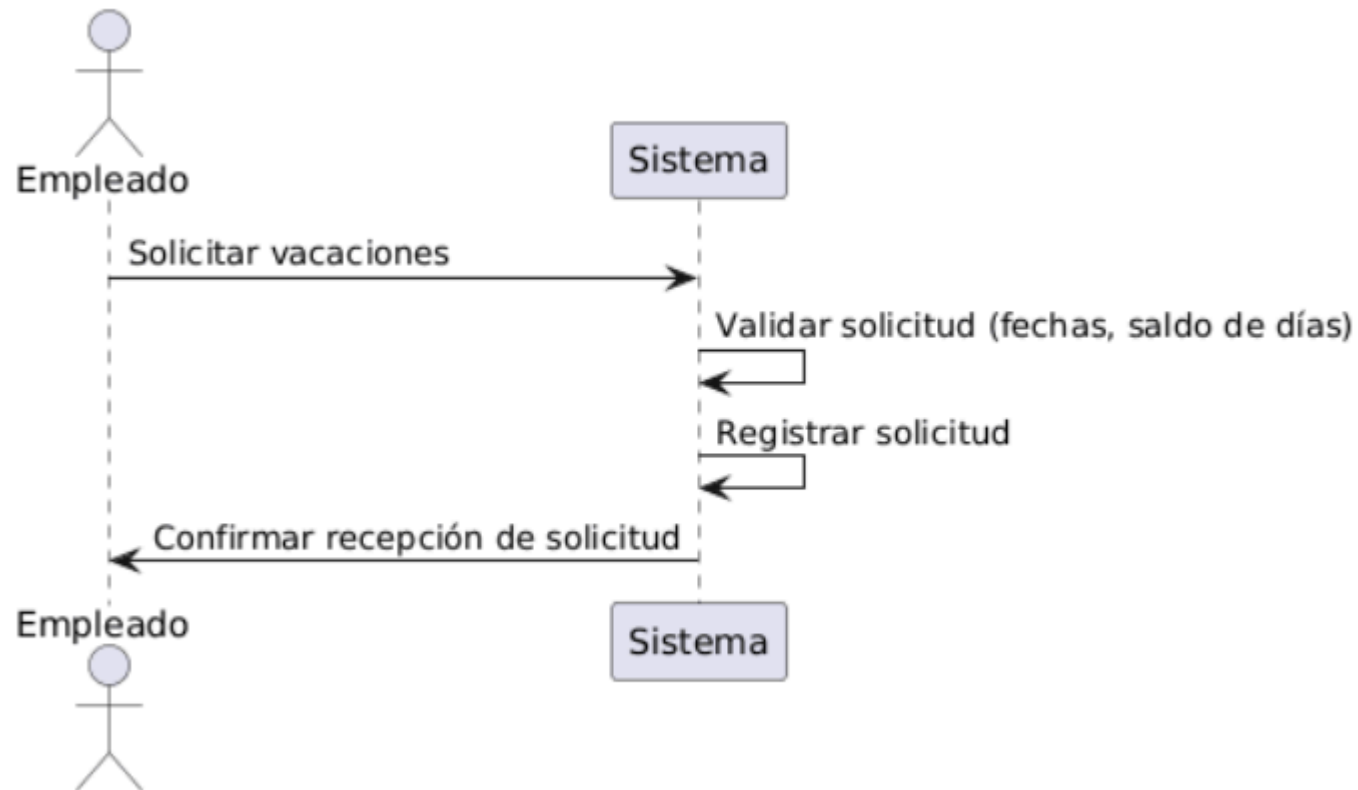 Empleado
Sistema
Solicitar vacaciones
Validar solicitud (fechas, saldo de días)
Registrar solicitud
Confirmar recepción de solicitud
Empleado
Sistema